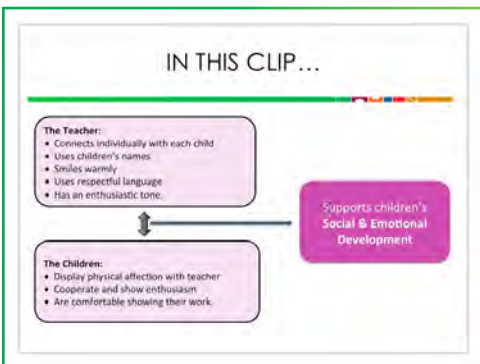 IN THIS CLIP…
The Teacher:
• Connects individually with each child
• Uses children's names
• Smiles warmly
• Uses respectful language
• Has an enthusiastic tone.
Supports children's
Social & Emotional
Development
The Children:
• Display physical affection with teacher
• Cooperate and show enthusiasm
• Are comfortable showing their work.